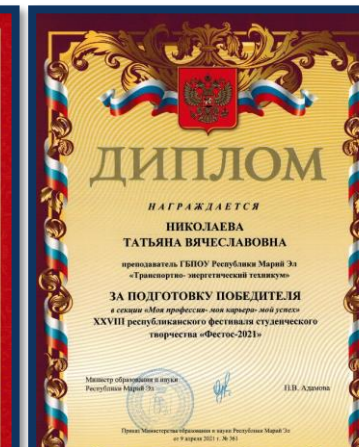 ДИПЛОМ
НАГРАЖДАЕТСЯ
НИКОЛАЕВА
ТАТЬЯНА ВЯЧЕСЛАВОВНА
преподаватель ГБПОУ Республики Марий Эл
«Транспортно- энергетический техникум»
ЗА ПОДГОТОВКУ ПОБЕДИТЕЛЯ
в секции «Моя профессия- моя карьера- мой успех»
XXVIII республиканского фестиваля студенческого
творчества «Фестос-2021»
Министр образования и науки
Республики Марий Эл
П.В. Адамова
Приказ Министерства образования и науки Республики Марий Эл
от 9 апреля 2021 г. № 361